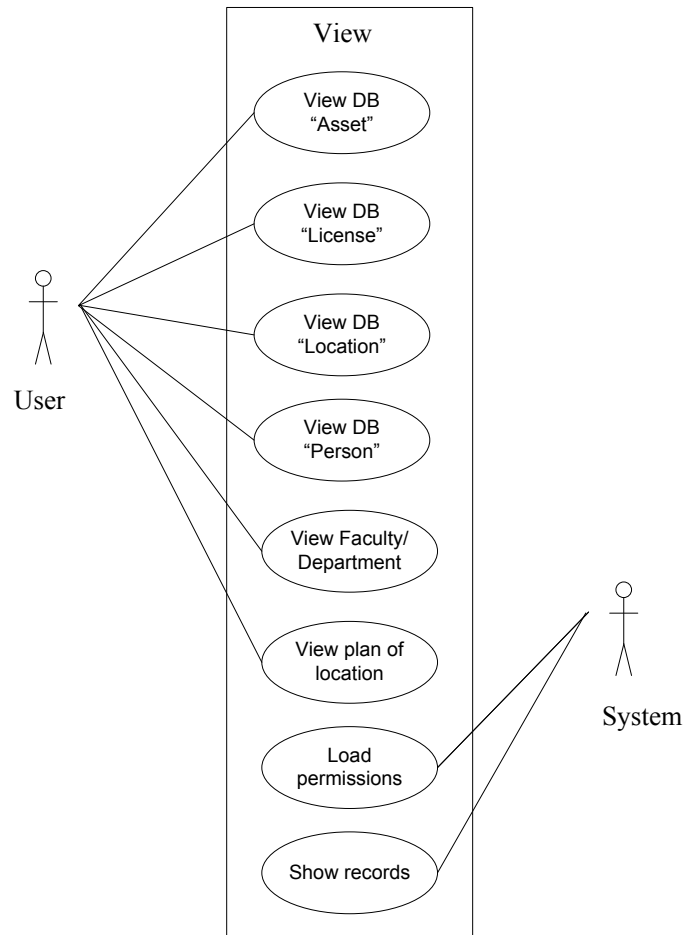 View
View DB
“Asset”
View DB
“License”
View DB
“Location”
View DB
“Person”
User
View Faculty/
Department
View plan of
location
System
Load
permissions
Show records